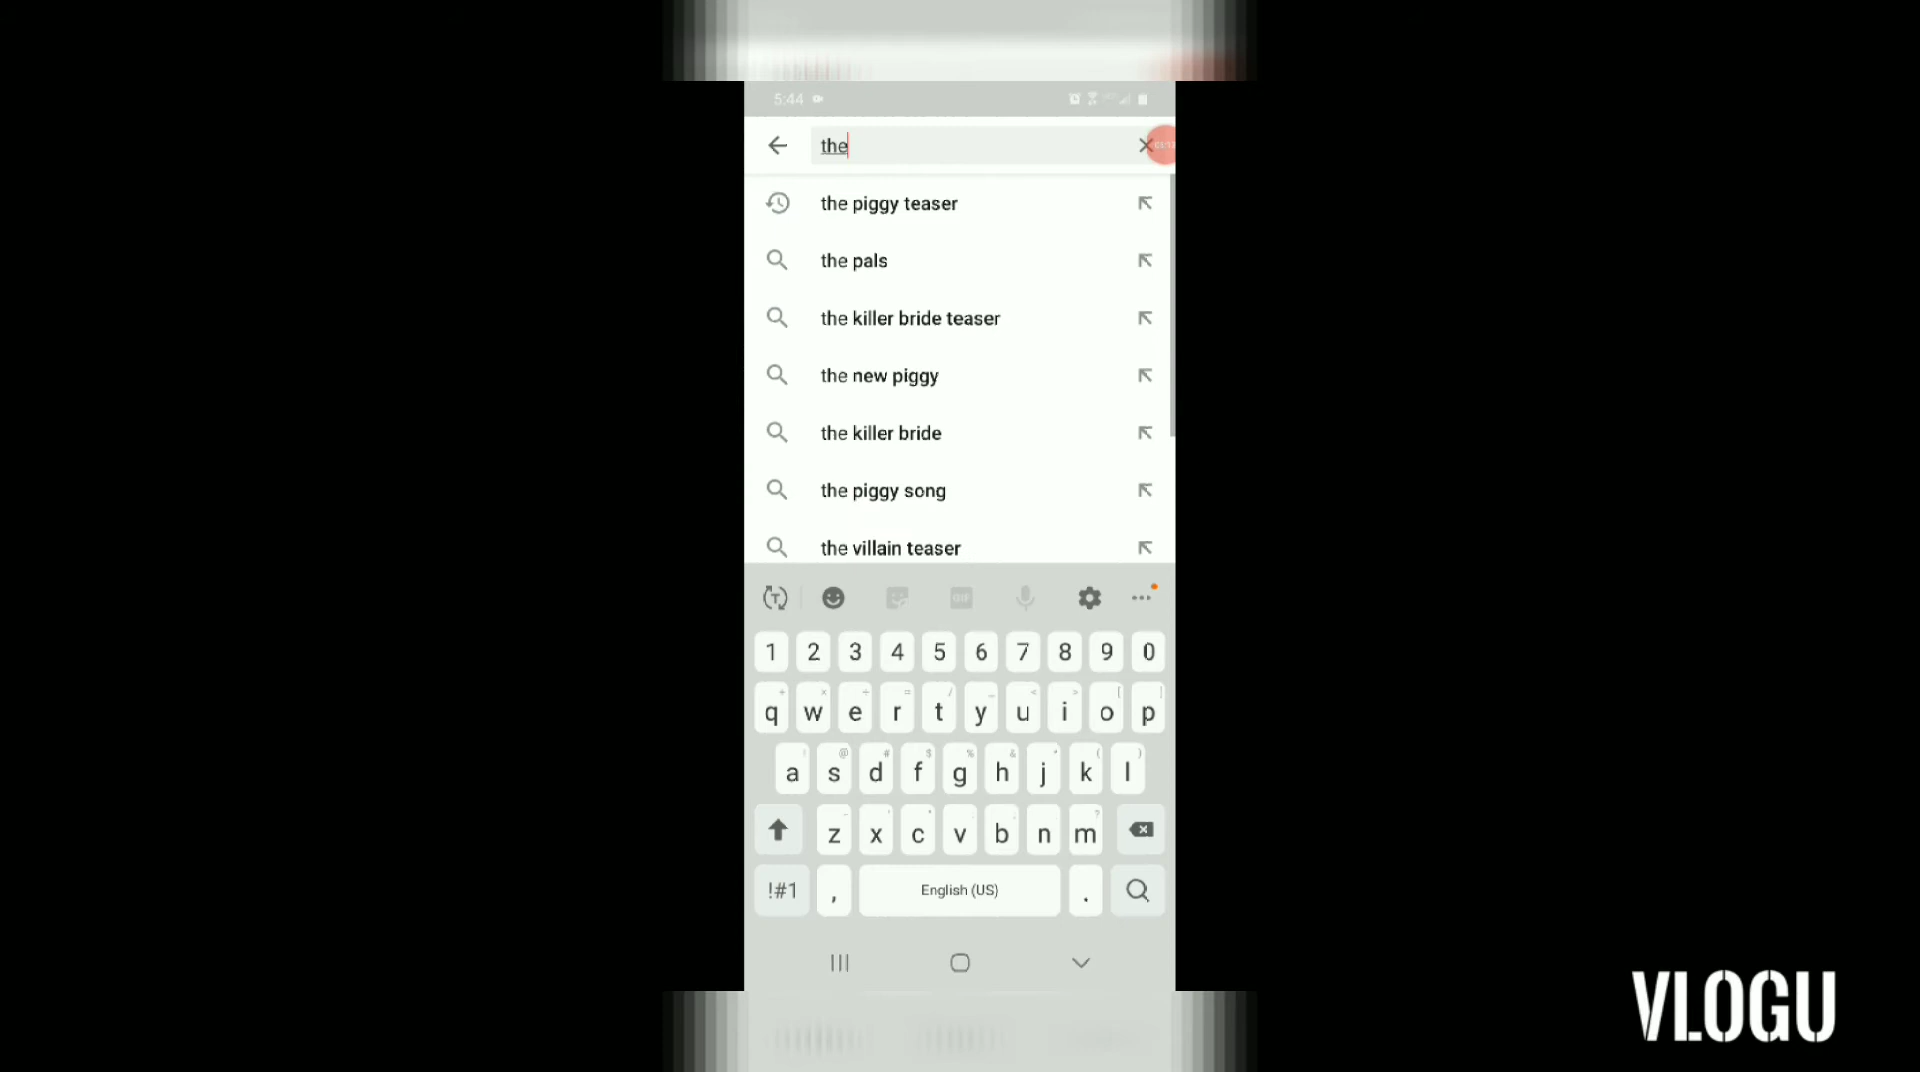 5:44
the
the piggy teaser
the pals
the killer bride teaser
the new piggy
the killer bride
the piggy song
the villain teaser
GIF
1 2 3 4 5 6 7 8 9 0
q w e r t y u i o p
a s d f g h j k l
z x c v b n m
!#1 , English (US) .
VLOGU